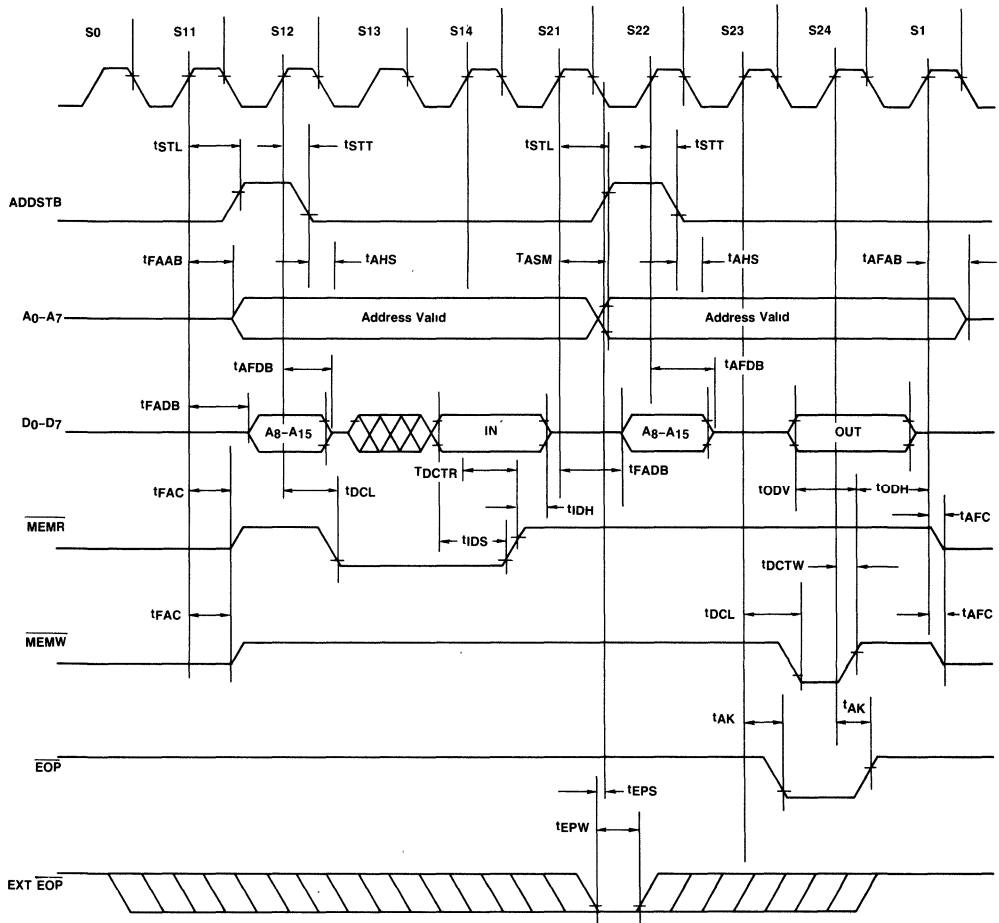 S0 S11 S12 S13 S14 S21 S22 S23 S24 S1
tSTL tSTT tSTL tSTT
ADDSTB
tFAAB tAHS TASM tAHS tAFAB
A0–A7 Address Valid Address Valid
tAFDB tAFDB
tFADB
D0–D7 A8–A15 IN A8–A15 OUT
TDCTR tFADB
tFAC tDCL tIDH tODV tODH
MEMR tIDS tAFC
tDCTW
tFAC tDCL tAFC
MEMW
tAK tAK
EOP
tEPS
tEPW
EXT EOP